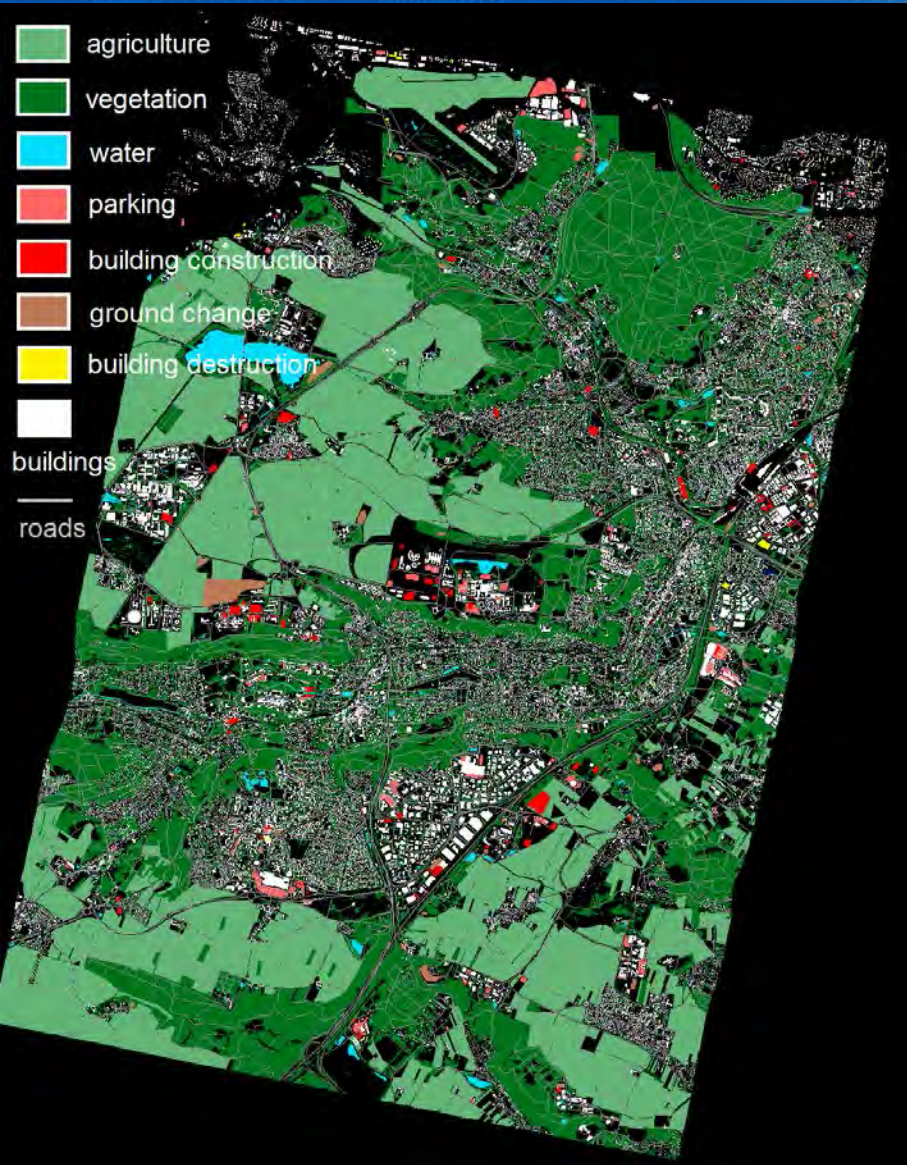 agriculture
vegetation
water
parking
building construction
ground change
building destruction
buildings
roads